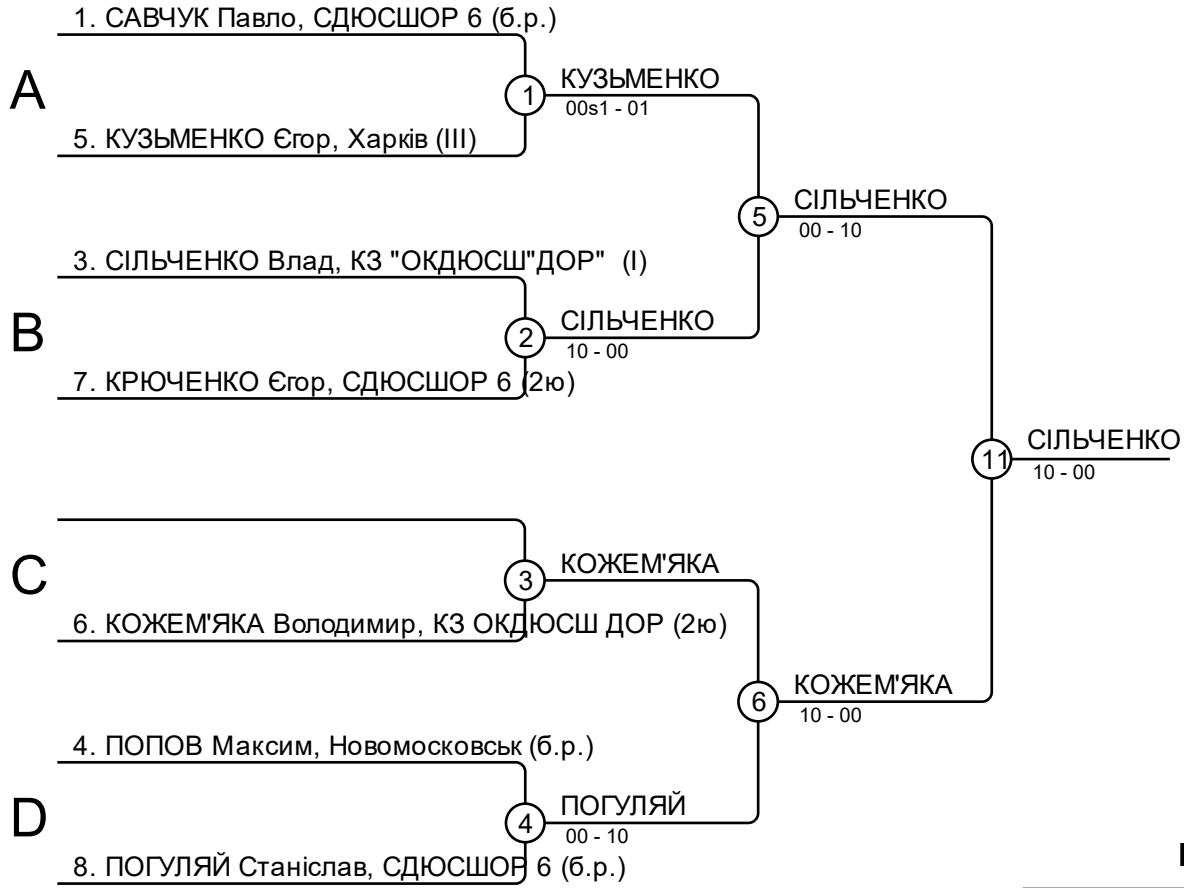 1. САВЧУК Павло, СДЮСШОР 6 (б.р.)
А
1
КУЗЬМЕНКО
00s1 - 01
5. КУЗЬМЕНКО Єгор, Харків (III)
5
СІЛЬЧЕНКО
00 - 10
3. СІЛЬЧЕНКО Влад, КЗ "ОКДЮСШ"ДОР" (I)
B
2
СІЛЬЧЕНКО
10 - 00
7. КРЮЧЕНКО Єгор, СДЮСШОР 6 (2ю)
11
СІЛЬЧЕНКО
10 - 00
C
3
КОЖЕМ'ЯКА
6. КОЖЕМ'ЯКА Володимир, КЗ ОКДЮСШ ДОР (2ю)
6
КОЖЕМ'ЯКА
10 - 00
4. ПОПОВ Максим, Новомосковськ (б.р.)
D
4
ПОГУЛЯЙ
00 - 10
8. ПОГУЛЯЙ Станіслав, СДЮСШОР 6 (б.р.)